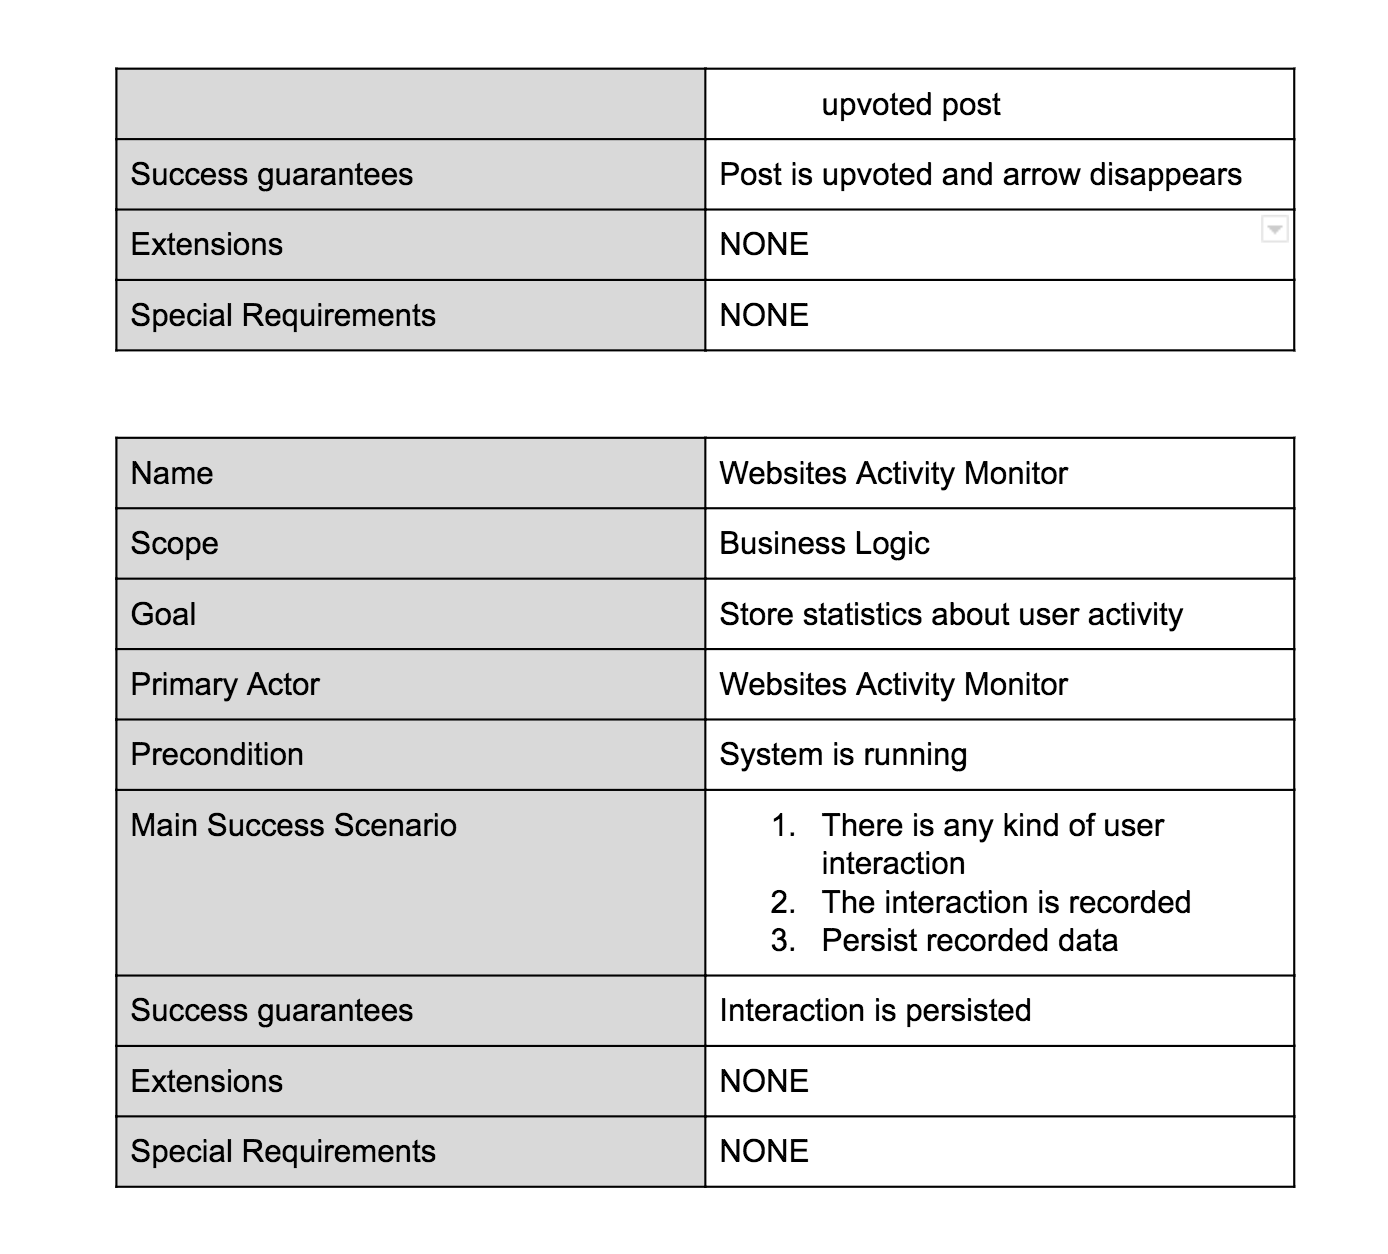 upvoted post
Success guarantees Post is upvoted and arrow disappears
Extensions NONE
Special Requirements NONE
Name Websites Activity Monitor
Scope Business Logic
Goal Store statistics about user activity
Primary Actor Websites Activity Monitor
Precondition System is running
Main Success Scenario 1. There is any kind of user
interaction
2. The interaction is recorded
3. Persist recorded data
Success guarantees Interaction is persisted
Extensions NONE
Special Requirements NONE